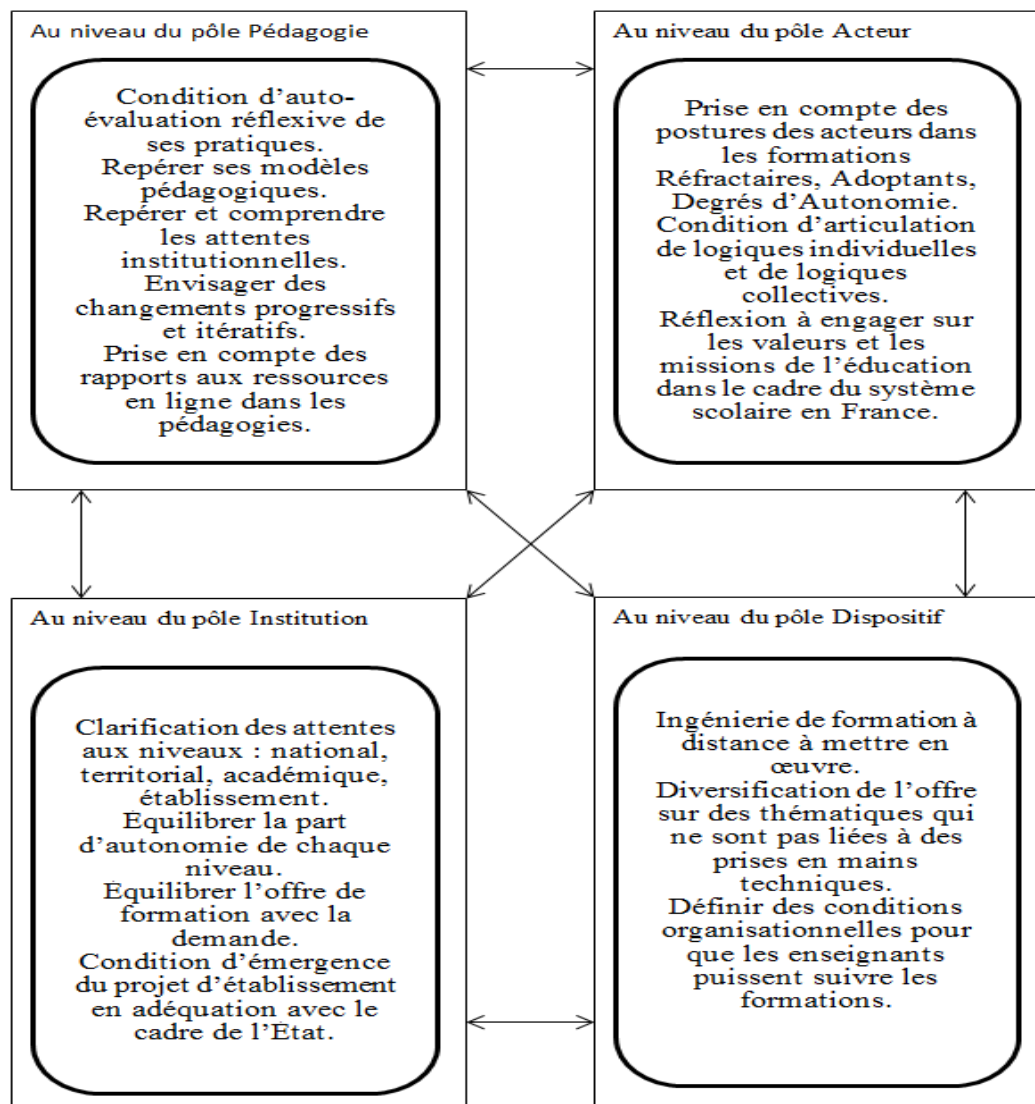 Au niveau du pôle Pédagogie
Condition d’auto-
évaluation réflexive de
ses pratiques.
Repérer ses modèles
pédagogiques.
Repérer et comprendre
les attentes
institutionnelles.
Envisager des
changements progressifs
et itératifs.
Prise en compte des
rapports aux ressources
en ligne dans les
pédagogies.
Au niveau du pôle Acteur
Prise en compte des
postures des acteurs dans
les formations
Réfractaires, Adoptants,
Degrés d’Autonomie.
Condition d’articulation
de logiques individuelles
et de logiques
collectives.
Réflexion à engager sur
les valeurs et les
missions de l’éducation
dans le cadre du système
scolaire en France.
Au niveau du pôle Institution
Clarification des attentes
aux niveaux : national,
territorial, académique,
établissement.
Équilibrer la part
d’autonomie de chaque
niveau.
Équilibrer l’offre de
formation avec la
demande.
Condition d’émergence
du projet d’établissement
en adéquation avec le
cadre de l’État.
Au niveau du pôle Dispositif
Ingénierie de formation à
distance à mettre en
œuvre.
Diversification de l’offre
sur des thématiques qui
ne sont pas liées à des
prises en mains
techniques.
Définir des conditions
organisationnelles pour
que les enseignants
puissent suivre les
formations.